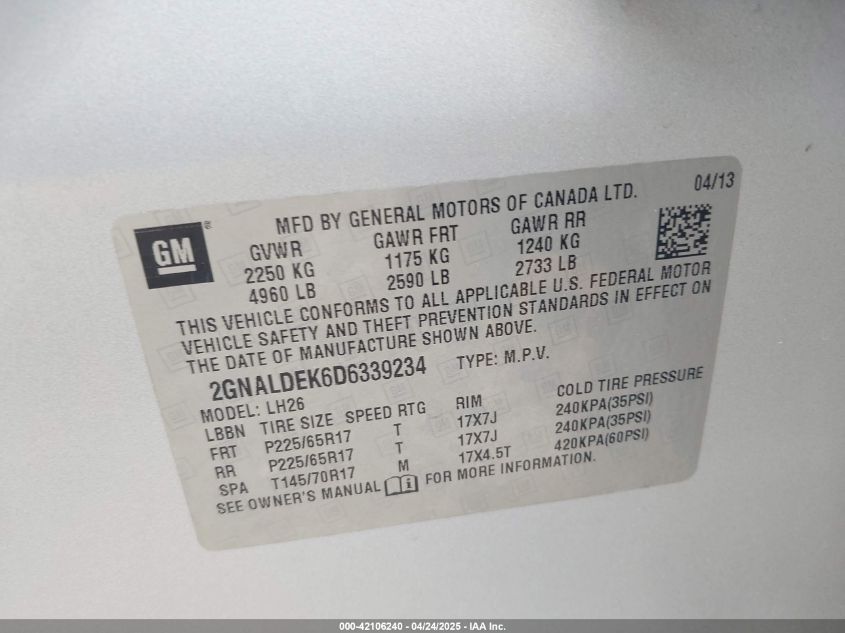 04/13
MFD BY GENERAL MOTORS OF CANADA LTD.
GM ®
GVWR GAWR FRT GAWR RR
2250 KG 1175 KG 1240 KG
4960 LB 2590 LB 2733 LB
THIS VEHICLE CONFORMS TO ALL APPLICABLE U.S. FEDERAL MOTOR
VEHICLE SAFETY AND THEFT PREVENTION STANDARDS IN EFFECT ON
THE DATE OF MANUFACTURE SHOWN ABOVE.
2GNALDEK6D6339234 TYPE: M.P.V.
MODEL: LH26
LBBN TIRE SIZE SPEED RTG RIM COLD TIRE PRESSURE
FRT P225/65R17 T 17X7J 240KPA(35PSI)
RR P225/65R17 T 17X7J 240KPA(35PSI)
SPA T145/70R17 M 17X4.5T 420KPA(60PSI)
SEE OWNER'S MANUAL FOR MORE INFORMATION.
000-42106240 - 04/24/2025 - IAA Inc.